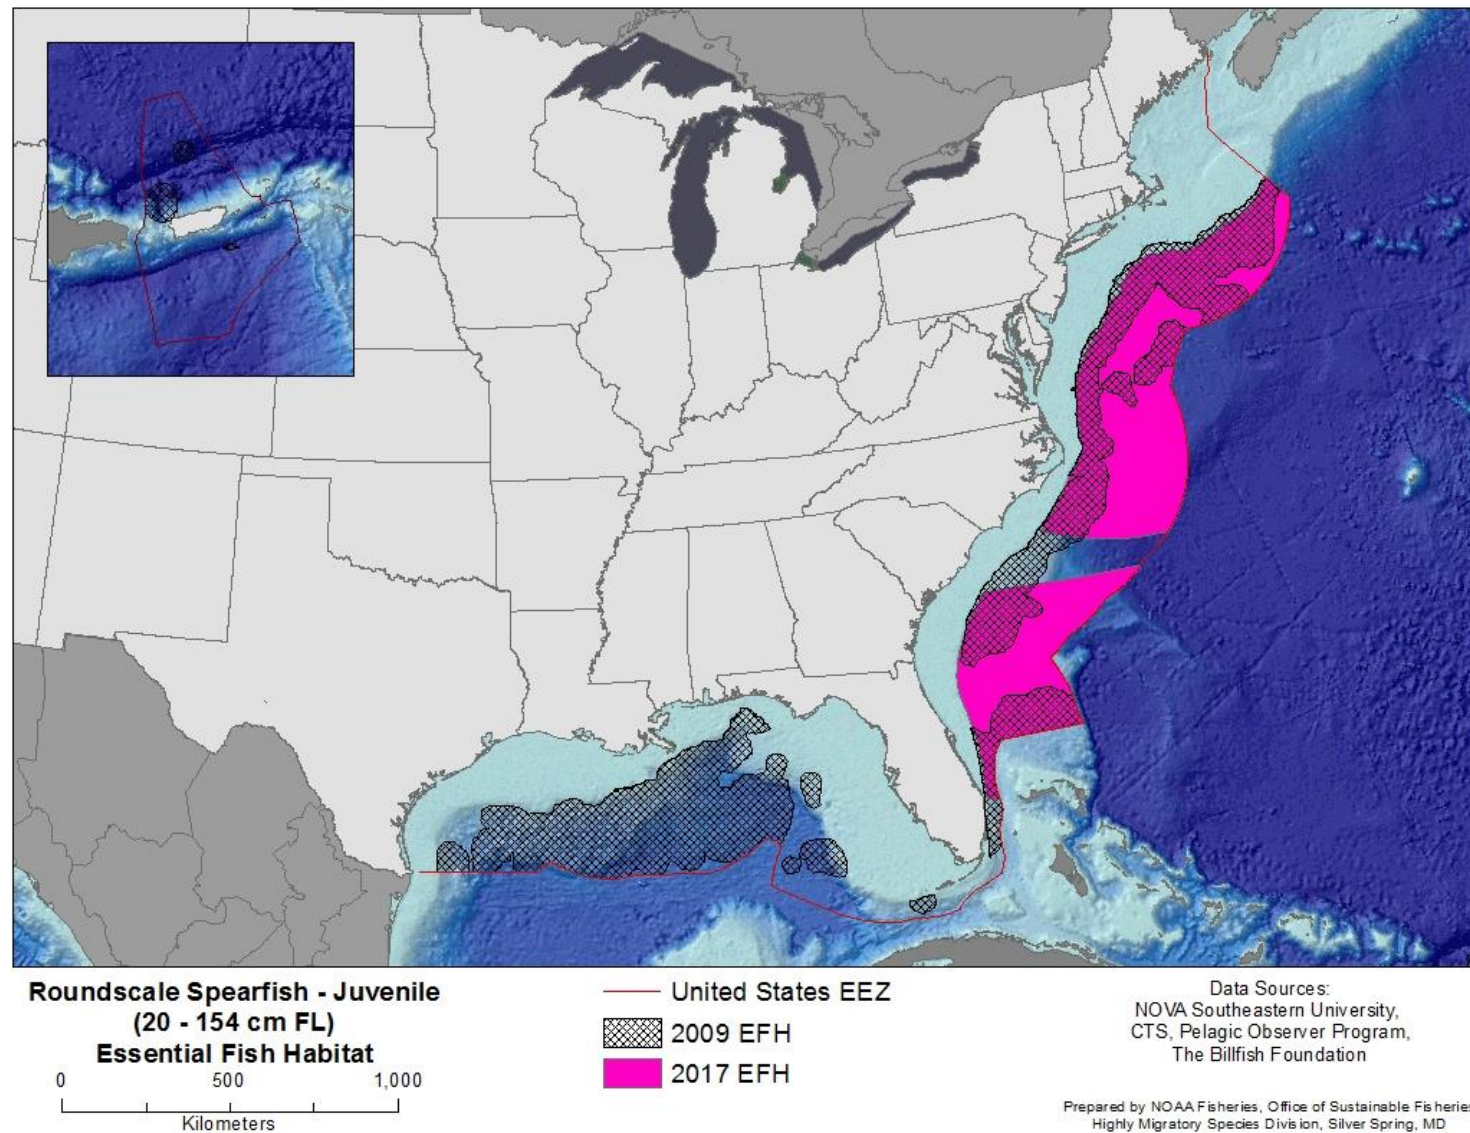 Roundscale Spearfish - Juvenile
(20 - 154 cm FL)
Essential Fish Habitat
0 500 1,000
Kilometers
United States EEZ
2009 EFH
2017 EFH
Data Sources:
NOVA Southeastern University,
CTS, Pelagic Observer Program,
The Billfish Foundation
Prepared by NOAA Fisheries, Office of Sustainable Fisheries
Highly Migratory Species Division, Silver Spring, MD